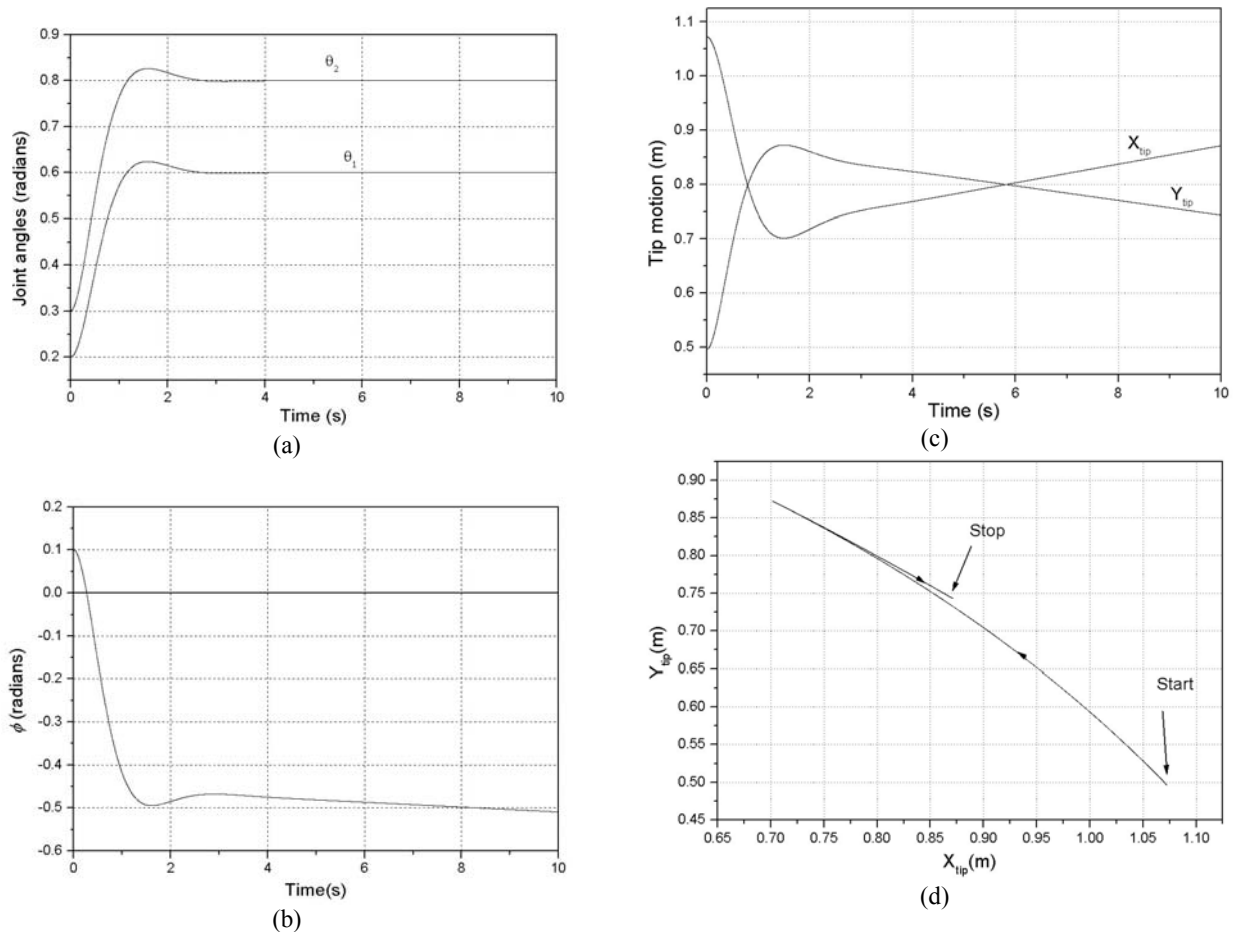 0.9
0.8
0.7
0.6
0.5
0.4
0.3
0.2
Joint angles (radians)
θ2
θ1
0 2 4 6 8 10
Time (s)
(a)
0.2
0.1
0.0
-0.1
-0.2
-0.3
-0.4
-0.5
-0.6
ϕ (radians)
0 2 4 6 8 10
Time(s)
(b)
1.1
1.0
0.9
0.8
0.7
0.6
0.5
Tip motion (m)
Xtip
Ytip
0 2 4 6 8 10
Time (s)
(c)
0.90
0.85
0.80
0.75
0.70
0.65
0.60
0.55
0.50
0.45
Ytip(m)
Stop
Start
0.65 0.70 0.75 0.80 0.85 0.90 0.95 1.00 1.05 1.10
Xtip(m)
(d)